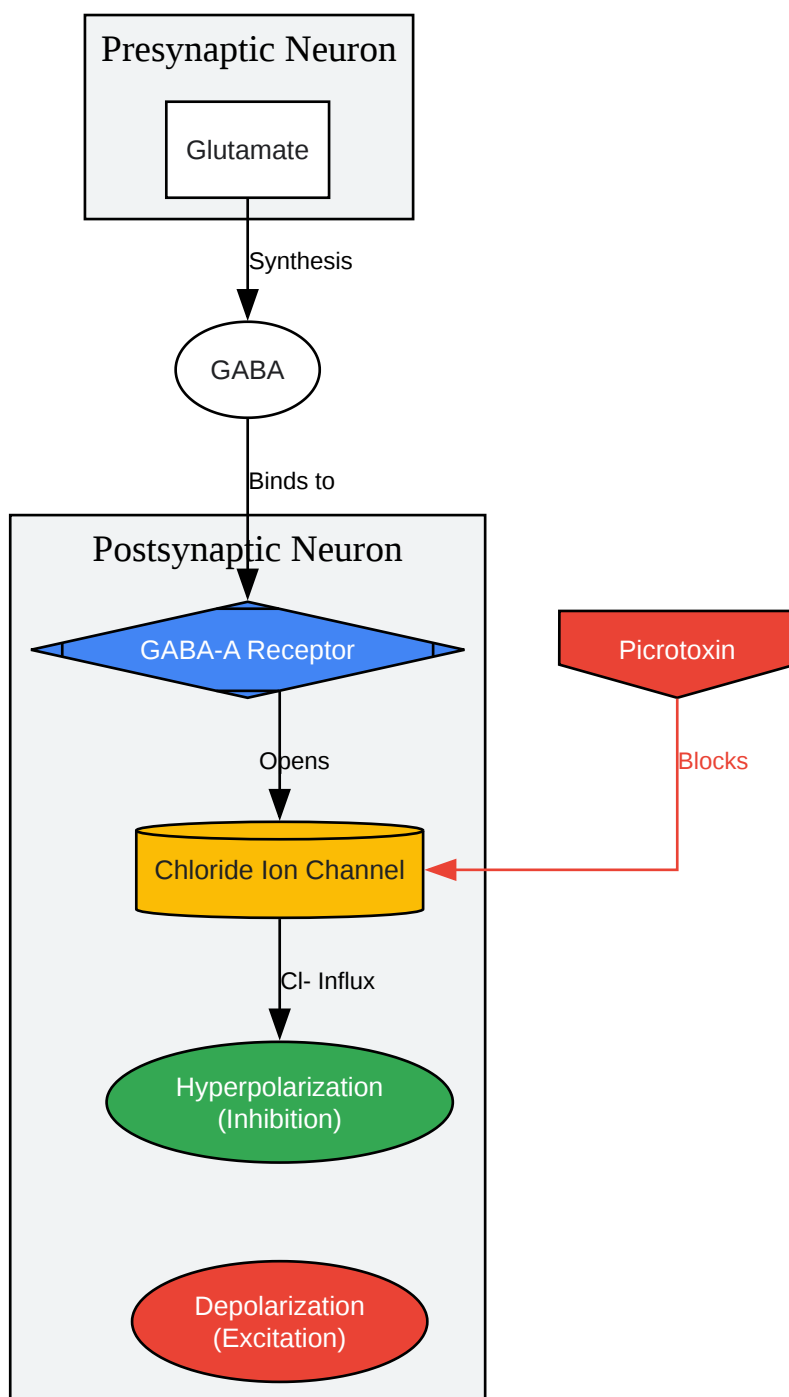 Presynaptic Neuron
Glutamate
Synthesis
GABA
Binds to
Postsynaptic Neuron
GABA-A Receptor
Picrotoxin
Opens
Blocks
Chloride Ion Channel
Cl- Influx
Hyperpolarization
(Inhibition)
Depolarization
(Excitation)